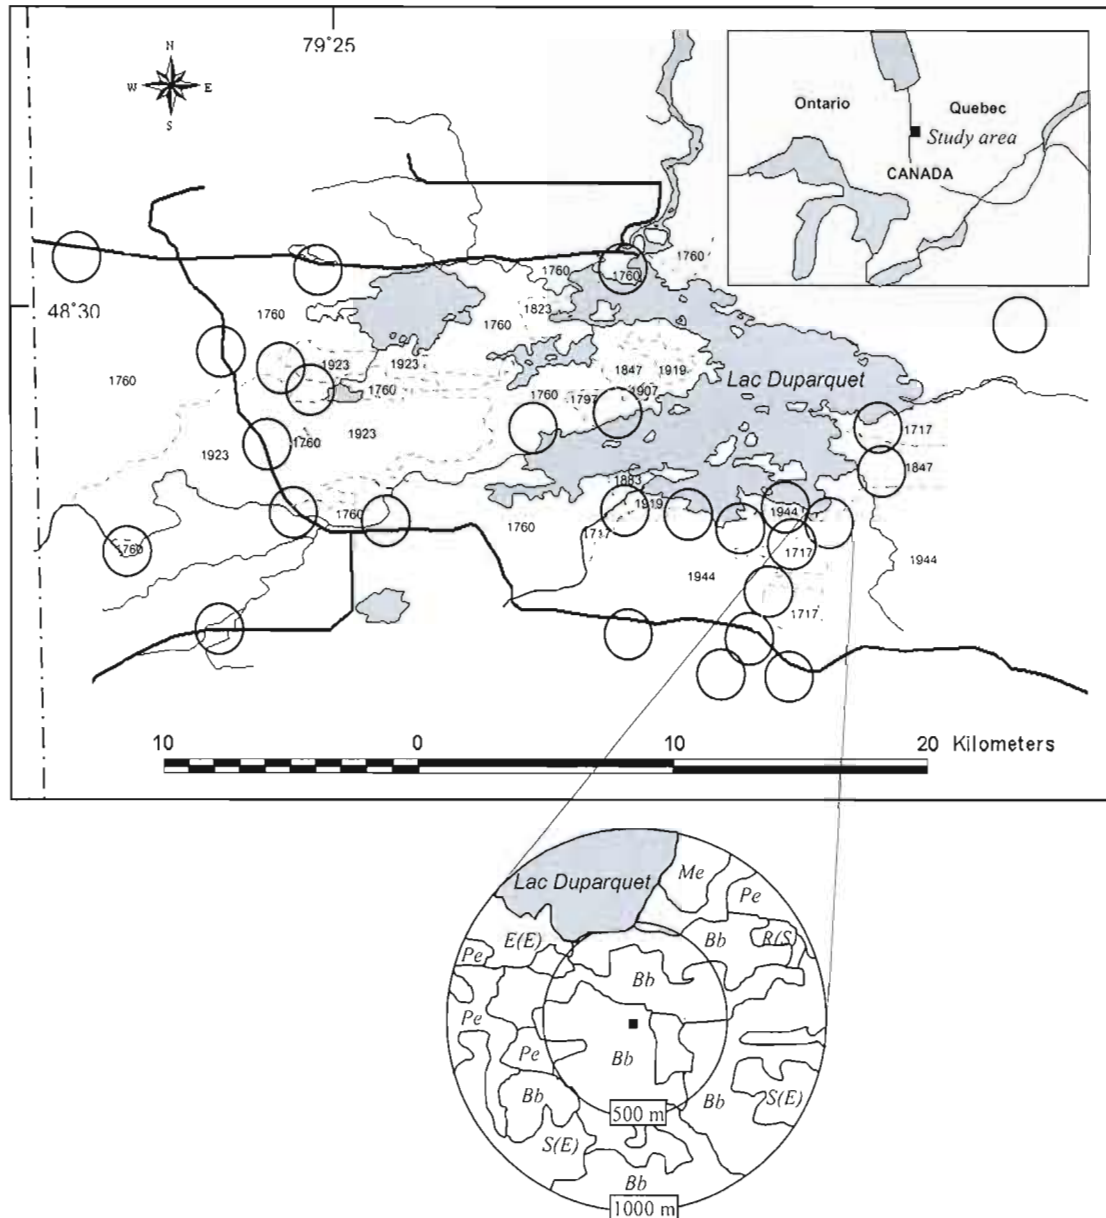 79°25
N
W E
S
Ontario
Quebec
Study area
CANADA
48°30
1760
1760
1760
1760
1823
1760
1760
1923
1923
1847
1919
Lac Duparquet
1760
1760
1797
1907
1760
1923
1923
1717
1847
1883
1919
1760
1760
1717
1944
1760
1717
1944
1944
1717
10 0 10 20 Kilometers
Lac Duparquet
Me
Pe
E(E)
Bb
R(S
Pe
Bb
Pe
Pe
Bb
Bb
Bb
S(E)
500 m
S(E)
Bb
1000 m